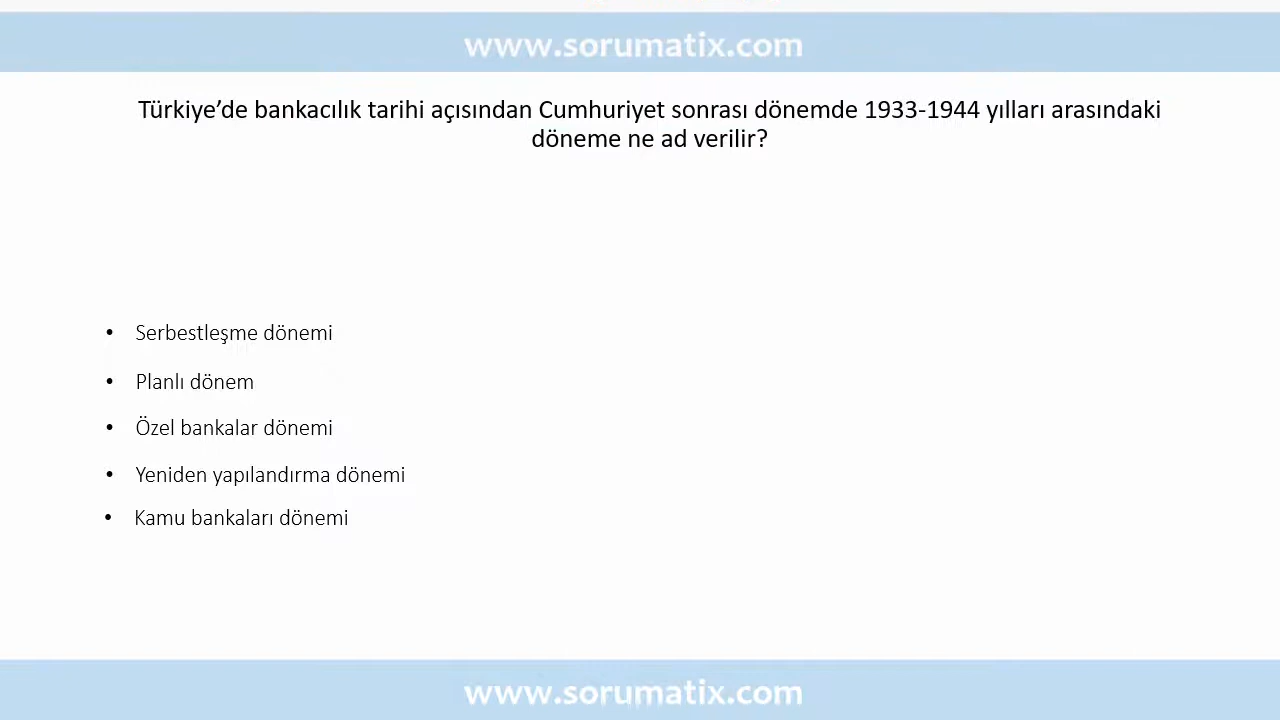 www.sorumatix.com
Türkiye’de bankacılık tarihi açısından Cumhuriyet sonrası dönemde 1933-1944 yılları arasındaki
döneme ne ad verilir?
• Serbestleşme dönemi
• Planlı dönem
• Özel bankalar dönemi
• Yeniden yapılandırma dönemi
• Kamu bankaları dönemi
www.sorumatix.com